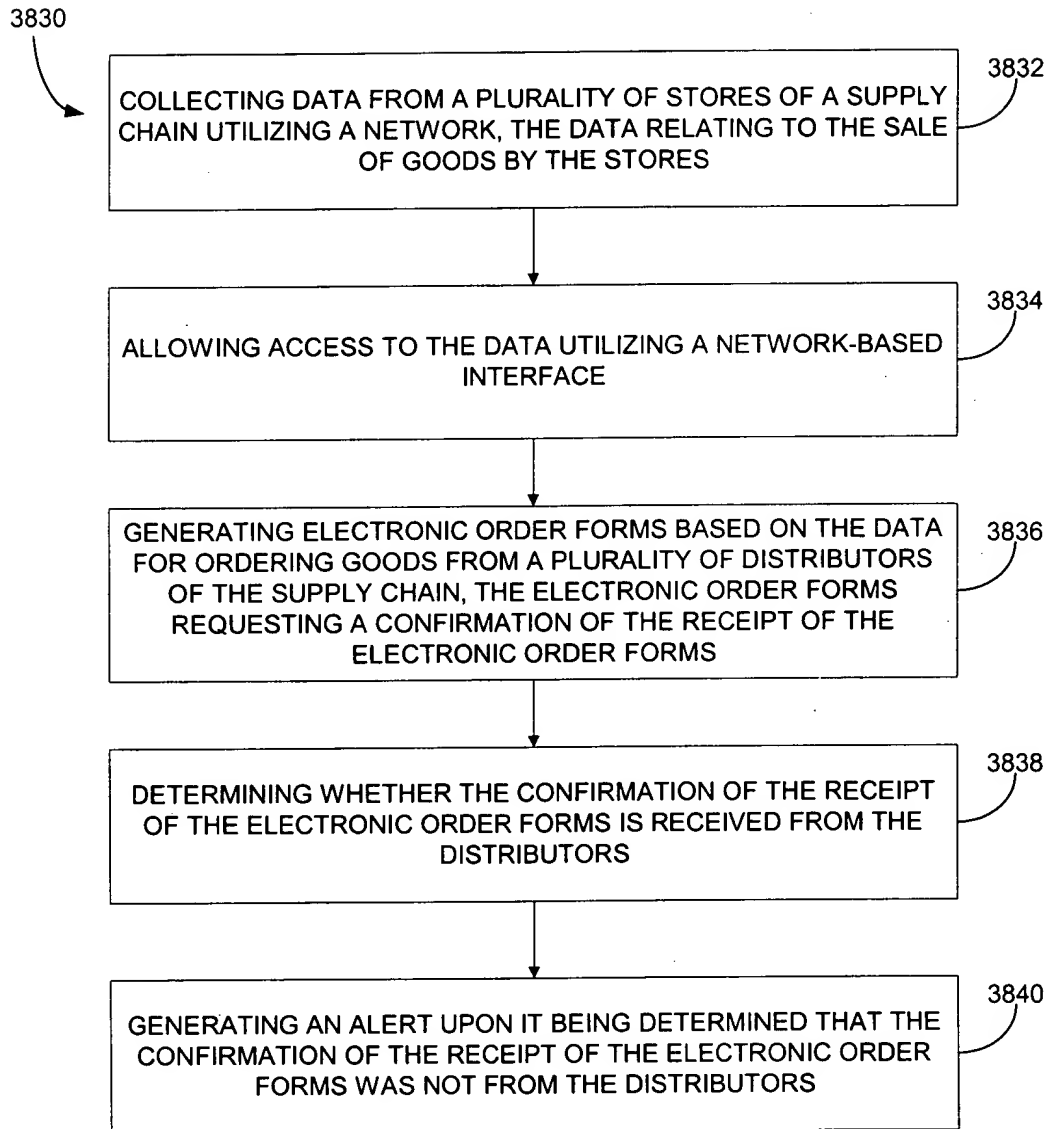 3830
3832
COLLECTING DATA FROM A PLURALITY OF STORES OF A SUPPLY
CHAIN UTILIZING A NETWORK, THE DATA RELATING TO THE SALE
OF GOODS BY THE STORES
3834
ALLOWING ACCESS TO THE DATA UTILIZING A NETWORK-BASED
INTERFACE
3836
GENERATING ELECTRONIC ORDER FORMS BASED ON THE DATA
FOR ORDERING GOODS FROM A PLURALITY OF DISTRIBUTORS
OF THE SUPPLY CHAIN, THE ELECTRONIC ORDER FORMS
REQUESTING A CONFIRMATION OF THE RECEIPT OF THE
ELECTRONIC ORDER FORMS
3838
DETERMINING WHETHER THE CONFIRMATION OF THE RECEIPT
OF THE ELECTRONIC ORDER FORMS IS RECEIVED FROM THE
DISTRIBUTORS
3840
GENERATING AN ALERT UPON IT BEING DETERMINED THAT THE
CONFIRMATION OF THE RECEIPT OF THE ELECTRONIC ORDER
FORMS WAS NOT FROM THE DISTRIBUTORS